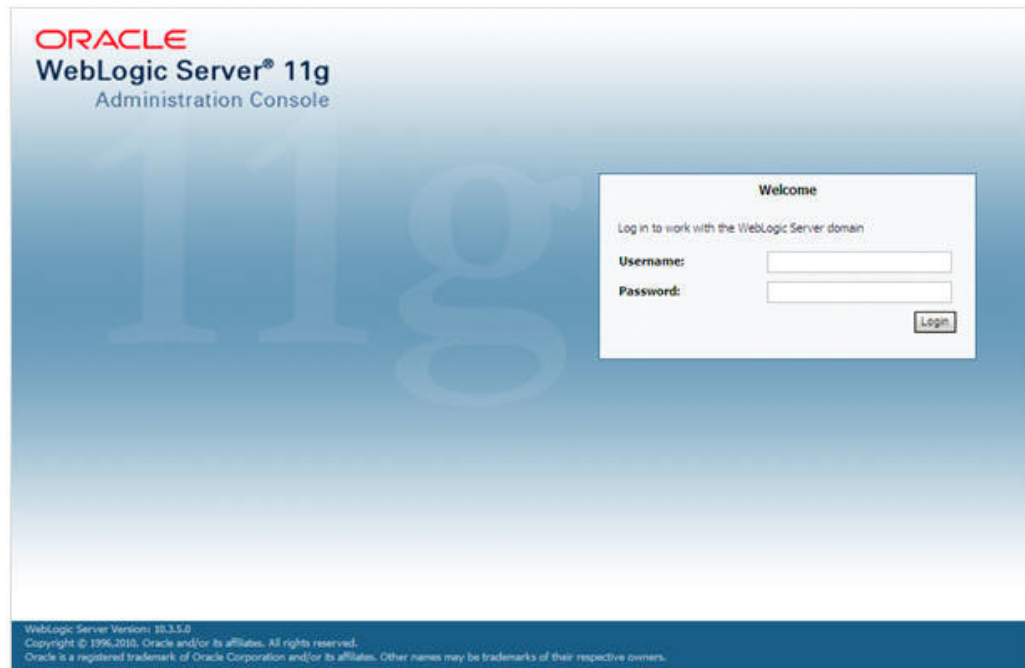 ORACLE
WebLogic Server® 11g
Administration Console
11g
Welcome
Log in to work with the WebLogic Server domain
Username:
Password:
Login
WebLogic Server Version: 10.3.5.0
Copyright © 1996,2010, Oracle and/or its affiliates. All rights reserved.
Oracle is a registered trademark of Oracle Corporation and/or its affiliates. Other names may be trademarks of their respective owners.